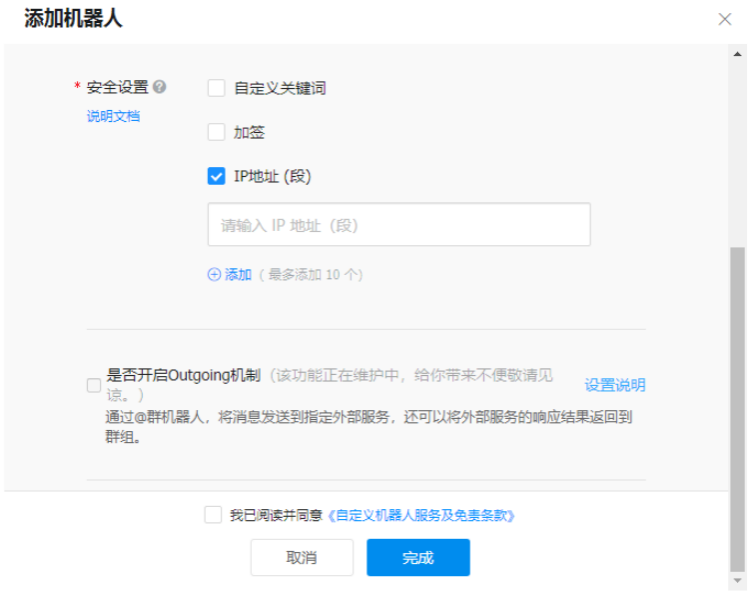 添加机器人
* 安全设置
自定义关键词
说明文档
加签
IP地址 (段)
请输入 IP 地址（段）
添加（ 最多添加 10 个）
是否开启Outgoing机制（该功能正在维护中，给你带来不便敬请见
谅。）
设置说明
通过@群机器人，将消息发送到指定外部服务，还可以将外部服务的响应结果返回到
群组。
我已阅读并同意《自定义机器人服务及免责条款》
取消
完成